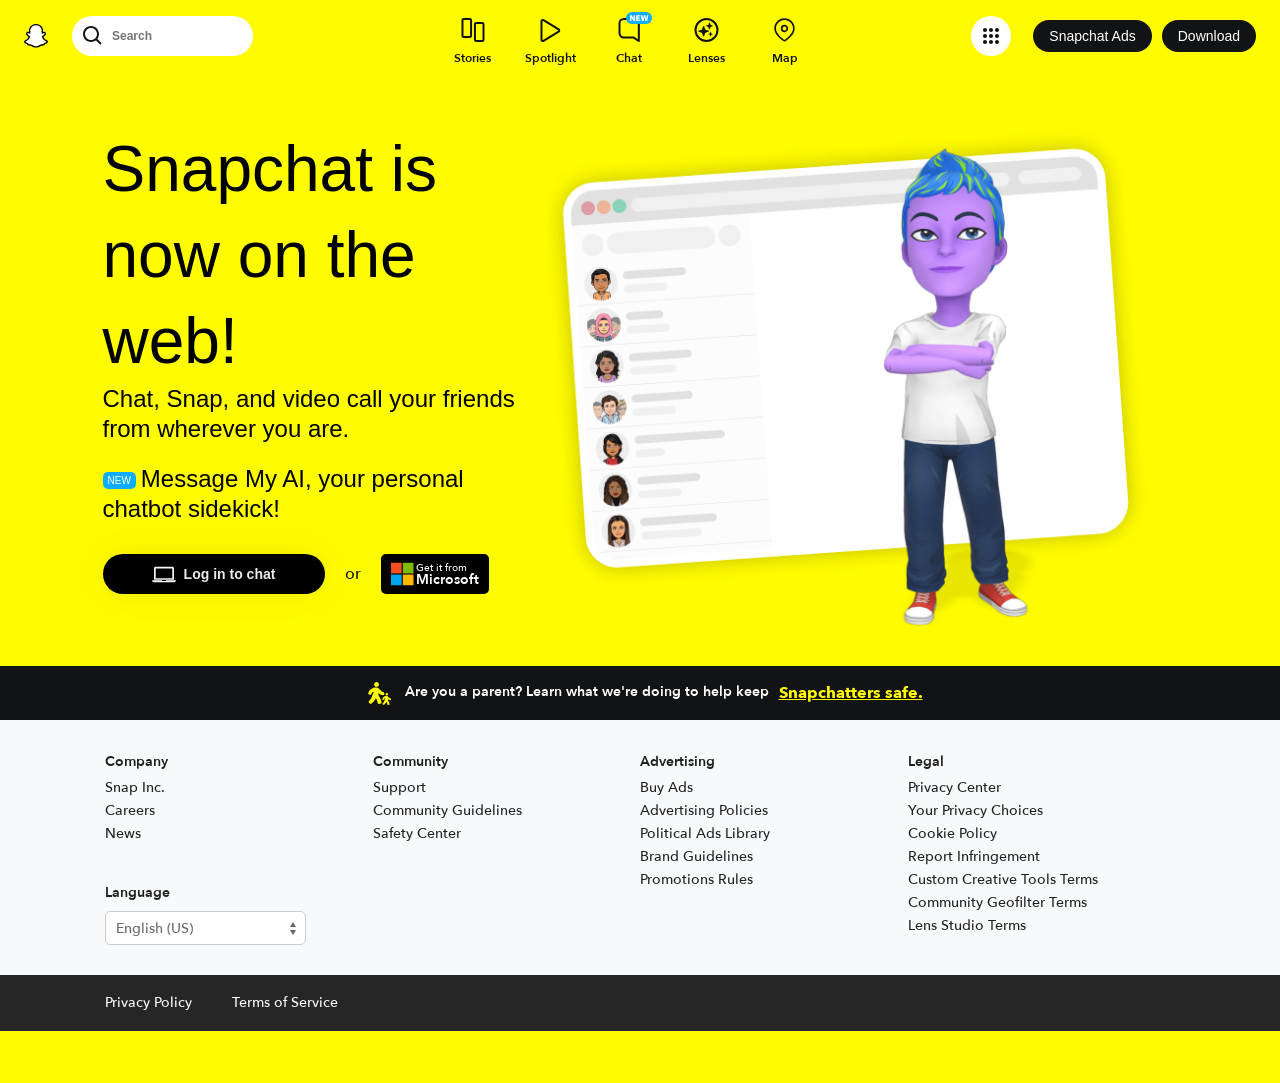 Search
Stories
Spotlight
NEW
Chat
Lenses
Map
Snapchat Ads
Download
Snapchat is
now on the
web!
Chat, Snap, and video call your friends
from wherever you are.
NEW Message My AI, your personal
chatbot sidekick!
Log in to chat
or
Get it from
Microsoft
Are you a parent? Learn what we're doing to help keep Snapchatters safe.
Company
Snap Inc.
Careers
News
Language
English (US)
Community
Support
Community Guidelines
Safety Center
Advertising
Buy Ads
Advertising Policies
Political Ads Library
Brand Guidelines
Promotions Rules
Legal
Privacy Center
Your Privacy Choices
Cookie Policy
Report Infringement
Custom Creative Tools Terms
Community Geofilter Terms
Lens Studio Terms
Privacy Policy
Terms of Service